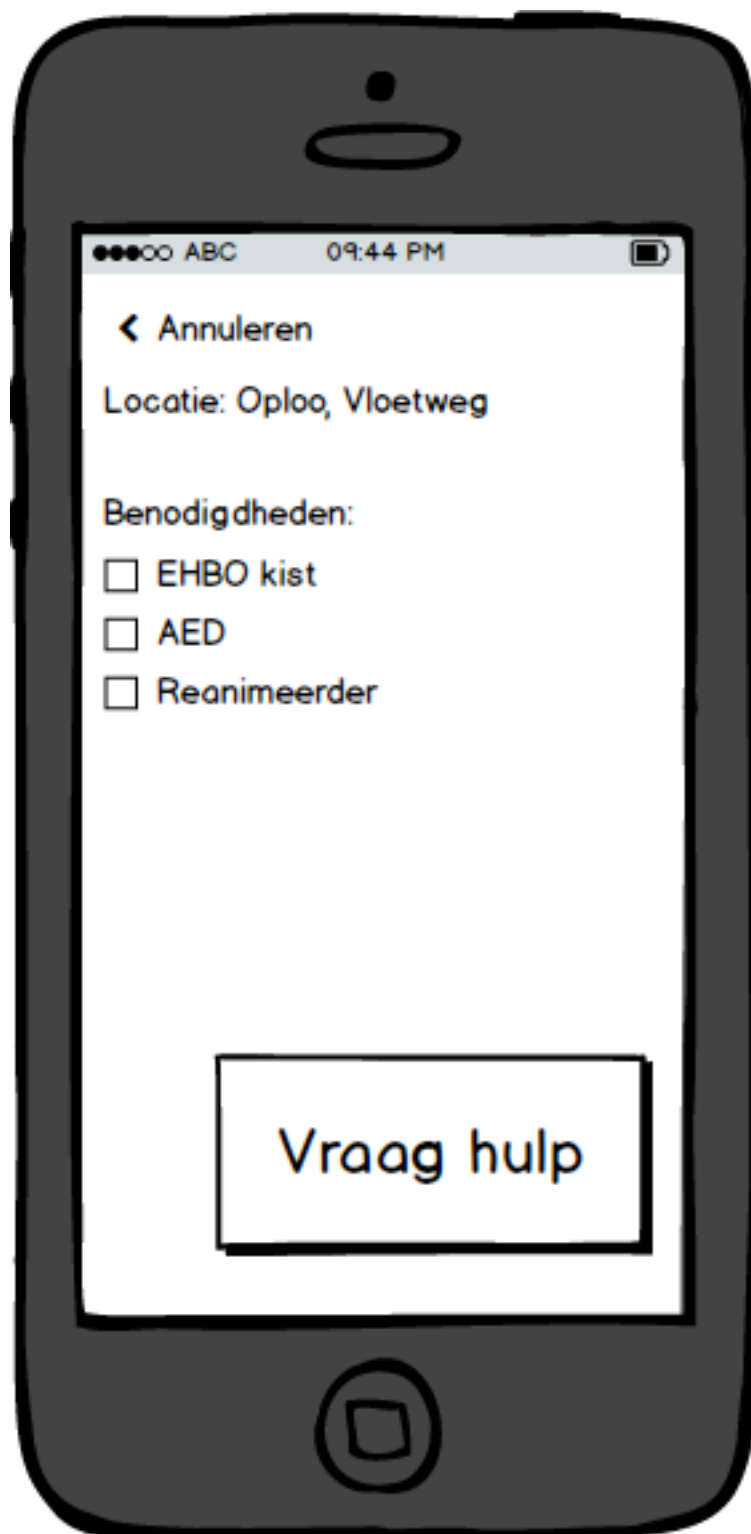 ABC 09:44 PM
Annuleren
Locatie: Oploo, Vloetweg
Benodigdheden:
EHBO kist
AED
Reanimeerder
Vraag hulp